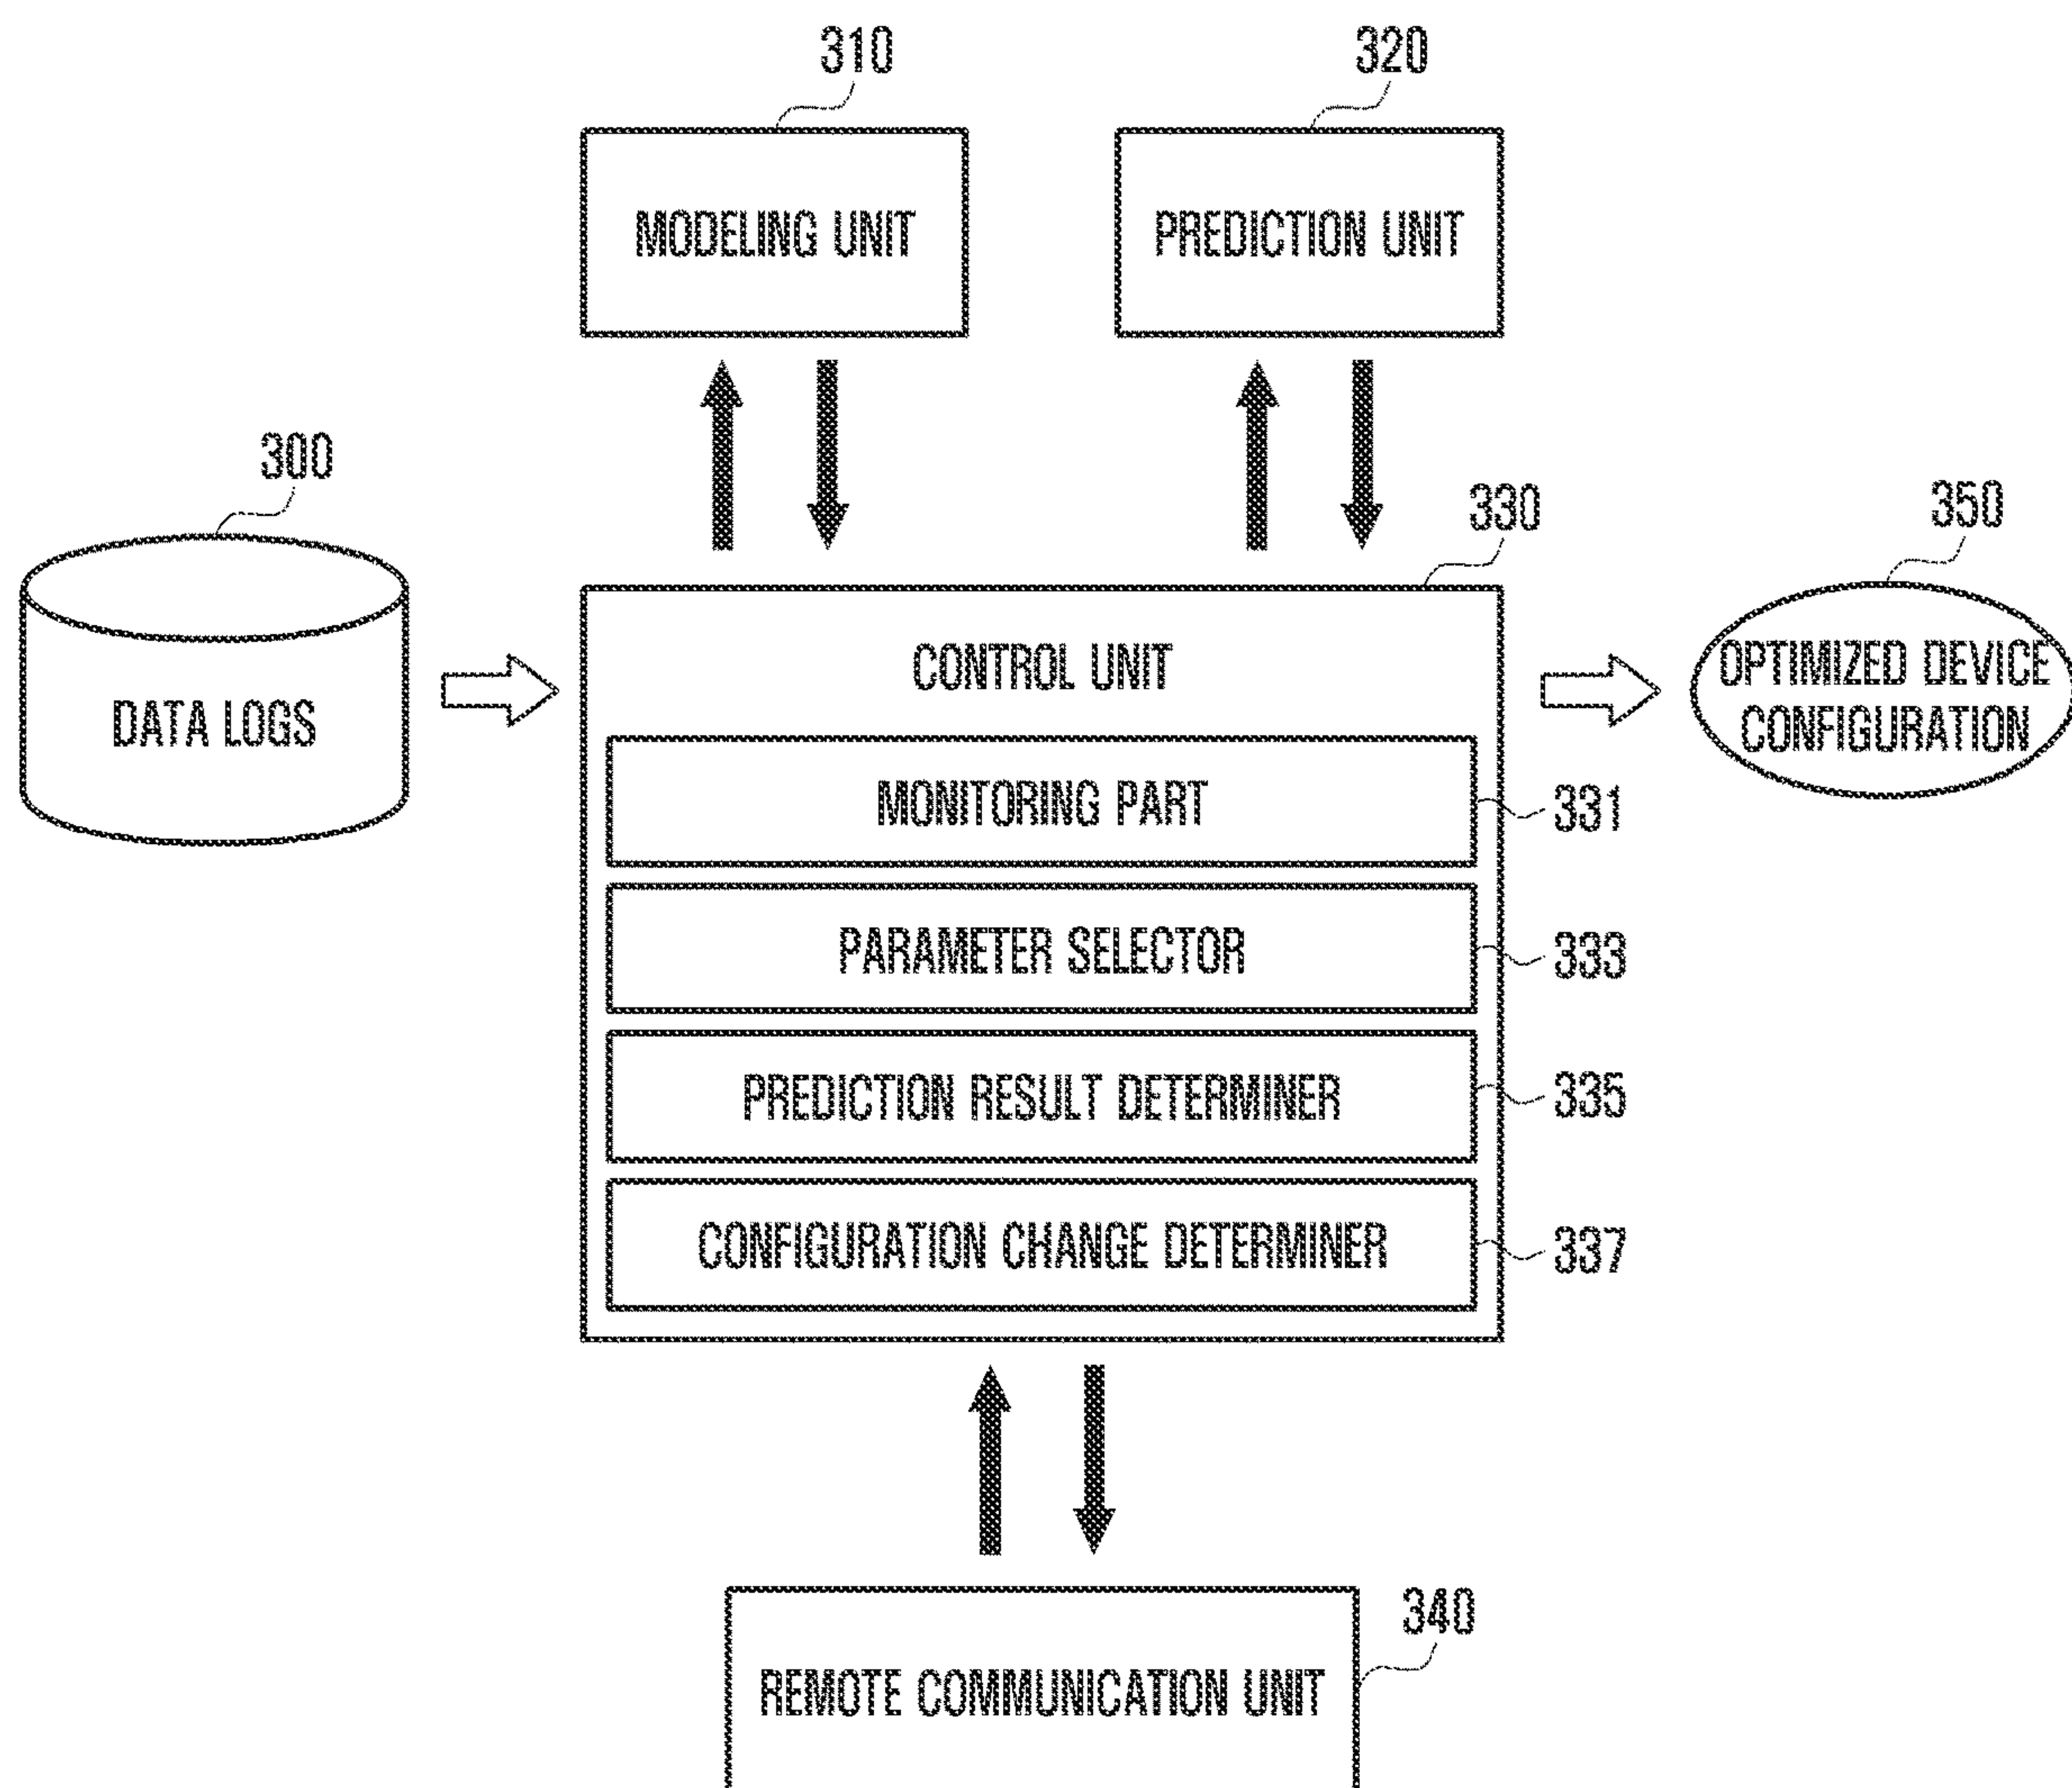 310
320
MODELING UNIT
PREDICTION UNIT
300
330
350
DATA LOGS
CONTROL UNIT
OPTIMIZED DEVICE
CONFIGURATION
MONITORING PART
331
PARAMETER SELECTOR
333
PREDICTION RESULT DETERMINER
335
CONFIGURATION CHANGE DETERMINER
337
340
REMOTE COMMUNICATION UNIT